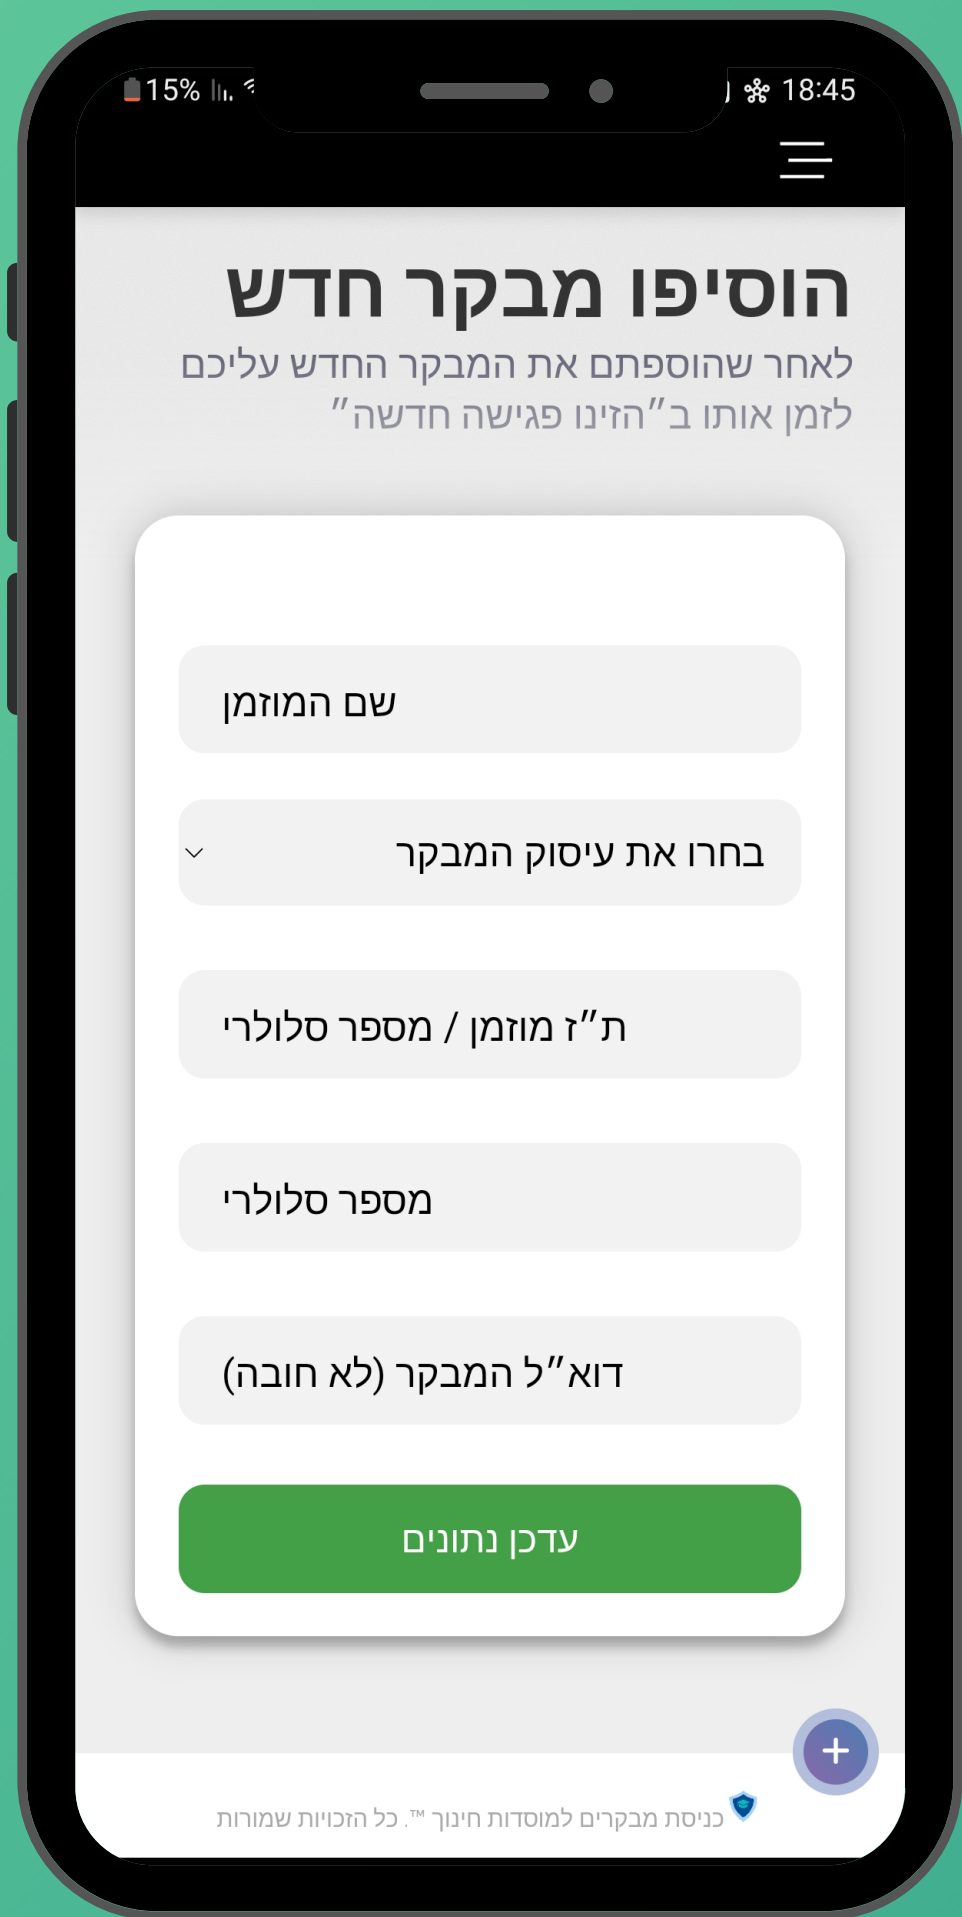 15% 18:45
הוסיפו מבקר חדש
לאחר שהוספתם את המבקר החדש עליכם
לזמן אותו ב״הזינו פגישה חדשה״
שם המוזמן
בחרו את עיסוק המבקר
ת״ז מוזמן / מספר סלולרי
מספר סלולרי
דוא״ל המבקר (לא חובה)
עדכן נתונים
כניסת מבקרים למוסדות חינוך ™. כל הזכויות שמורות